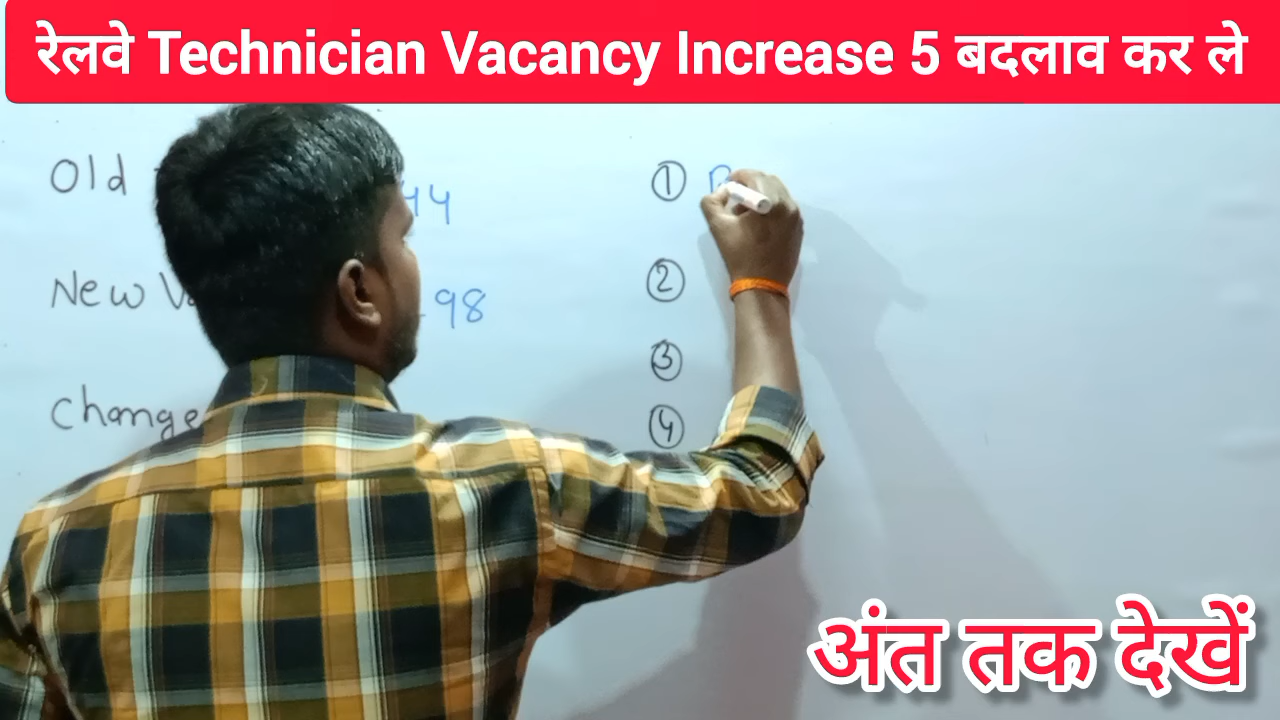 रेलवे Technician Vacancy Increase 5 बदलाव कर ले
Old 44
New 98
Change
①
②
③
④
अंत तक देखें